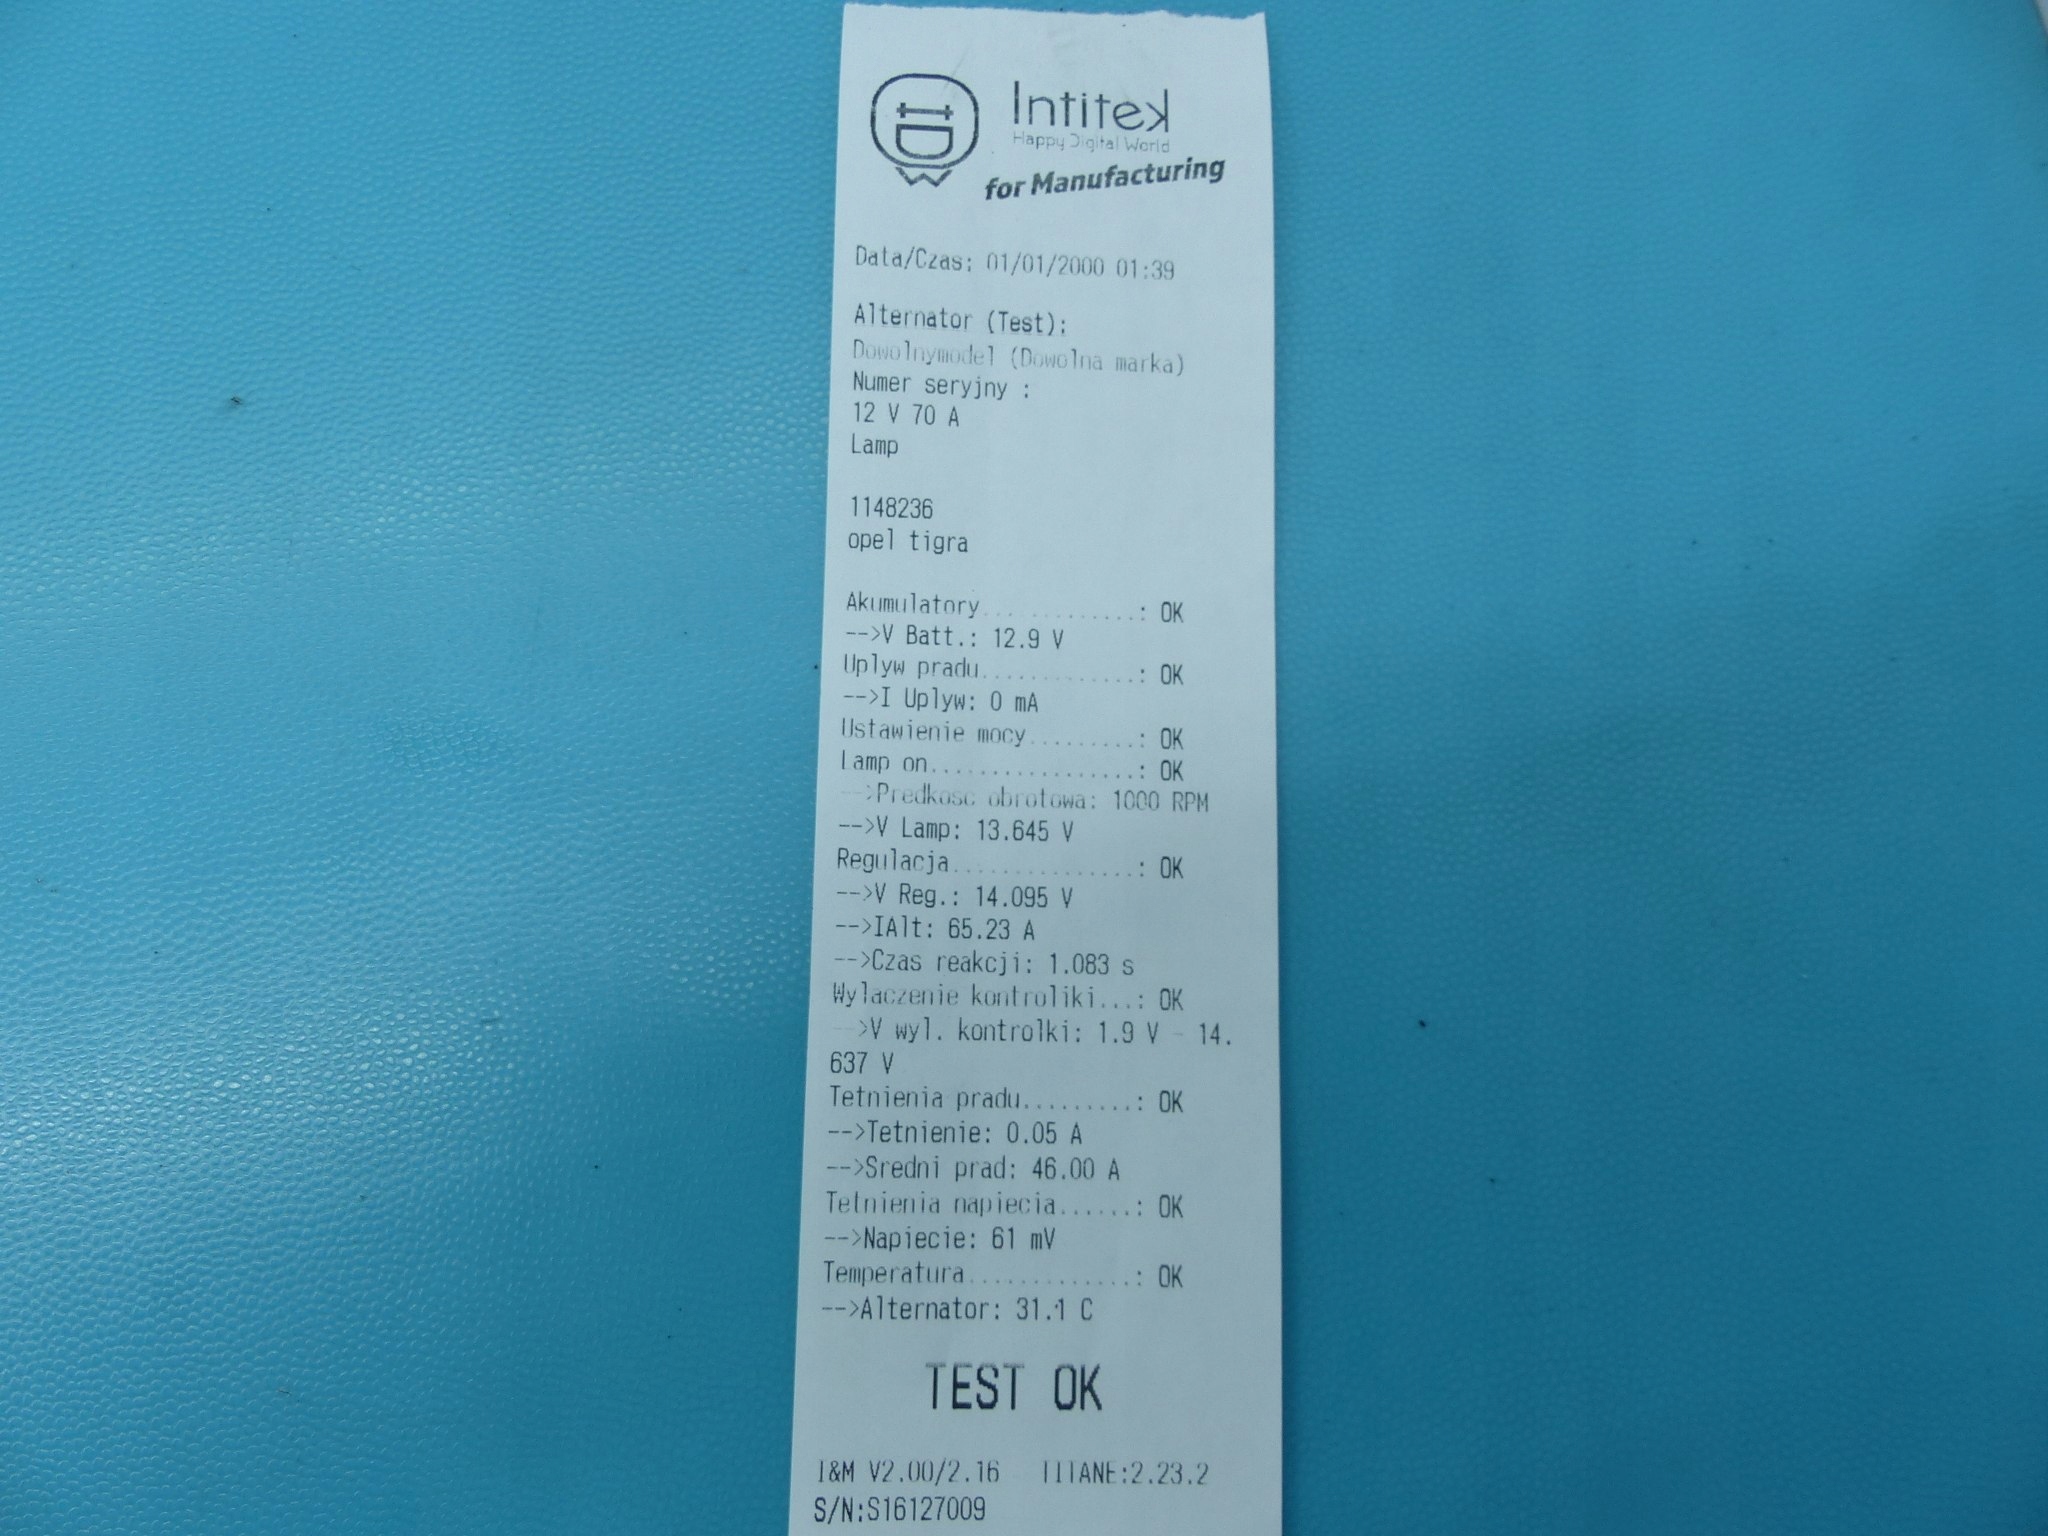 Intitek
Happy Digital World
for Manufacturing
Data/Czas: 01/01/2000 01:39
Alternator (Test):
Dowolnymodel (Dowolna marka)
Numer seryjny :
12 V 70 A
Lamp
1148236
opel tigra
Akumulatory.............: OK
-->V Batt.: 12.9 V
Uplyw pradu.............: OK
-->I Uplyw: 0 mA
Ustawienie mocy.........: OK
Lamp on.................: OK
-->Predkosc obrotowa: 1000 RPM
-->V Lamp: 13.645 V
Regulacja...............: OK
-->V Reg.: 14.095 V
-->IAlt: 65.23 A
-->Czas reakcji: 1.083 s
Wylaczenie kontroliki...: OK
-->V wyl. kontrolki: 1.9 V - 14.
637 V
Tetnienia pradu.........: OK
-->Tetnienie: 0.05 A
-->Sredni prad: 46.00 A
Tetnienia napiecia......: OK
-->Napiecie: 61 mV
Temperatura.............: OK
-->Alternator: 31.1 C
TEST OK
I&M V2.00/2.16 TITANE:2.23.2
S/N:S16127009